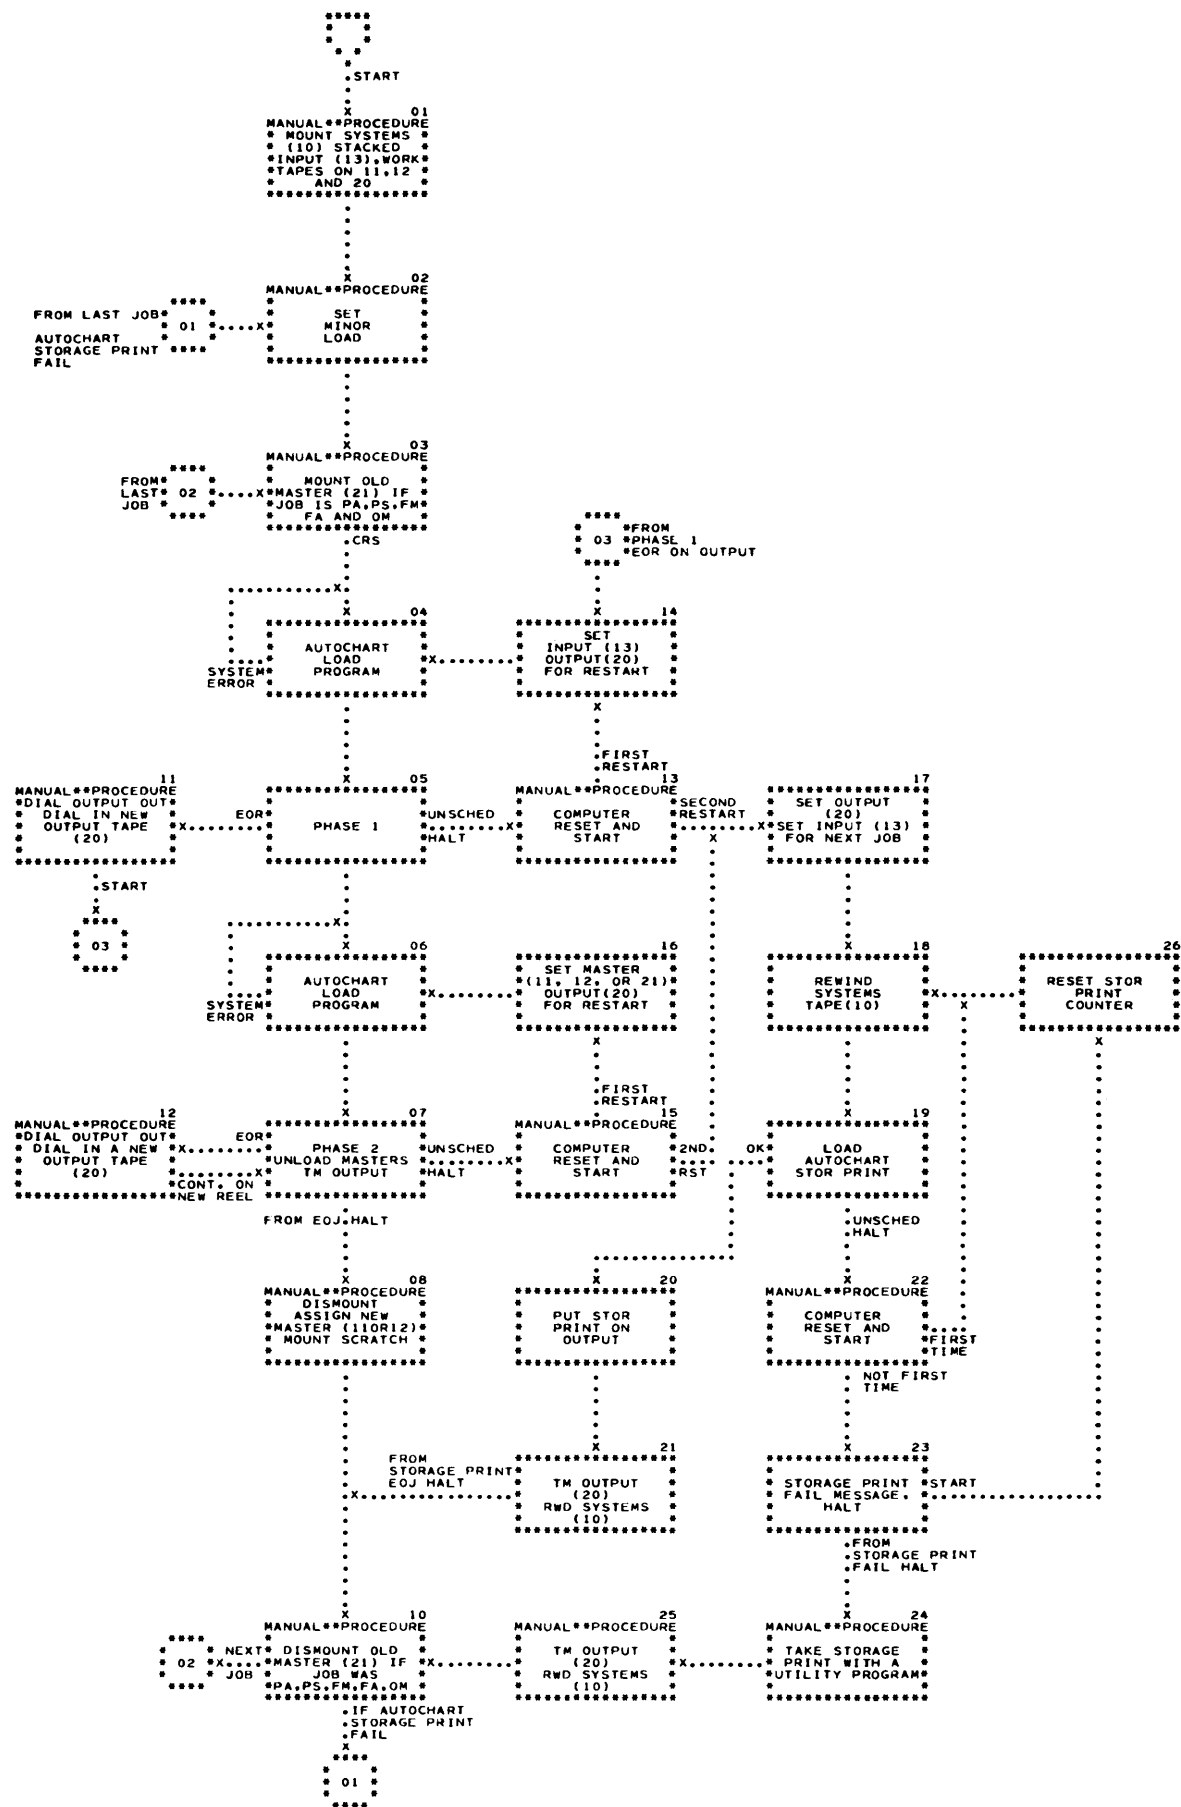 START
01
MANUAL**PROCEDURE
MOUNT SYSTEMS
(10) STACKED
INPUT (13),WORK
TAPES ON 11,12
AND 20
02
MANUAL**PROCEDURE
SET
MINOR
LOAD
FROM LAST JOB
01
AUTOCHART
STORAGE PRINT
FAIL
03
MANUAL**PROCEDURE
MOUNT OLD
MASTER (21) IF
JOB IS PA,PS,FM
FA AND OM
FROM
LAST
JOB
02
CRS
03
FROM
PHASE 1
EOR ON OUTPUT
04
AUTOCHART
LOAD
PROGRAM
SYSTEM
ERROR
14
SET
INPUT (13)
OUTPUT(20)
FOR RESTART
FIRST
RESTART
11
MANUAL**PROCEDURE
DIAL OUTPUT OUT
DIAL IN NEW
OUTPUT TAPE
(20)
EOR
05
PHASE 1
UNSCHED
HALT
13
MANUAL**PROCEDURE
COMPUTER
RESET AND
START
SECOND
RESTART
17
SET OUTPUT
(20)
SET INPUT (13)
FOR NEXT JOB
START
03
06
AUTOCHART
LOAD
PROGRAM
SYSTEM
ERROR
16
SET MASTER
(11, 12, OR 21)
OUTPUT(20)
FOR RESTART
18
REWIND
SYSTEMS
TAPE(10)
26
RESET STOR
PRINT
COUNTER
FIRST
RESTART
12
MANUAL**PROCEDURE
DIAL OUTPUT OUT
DIAL IN A NEW
OUTPUT TAPE
(20)
EOR
CONT. ON
NEW REEL
07
PHASE 2
UNLOAD MASTERS
TM OUTPUT
UNSCHED
HALT
15
MANUAL**PROCEDURE
COMPUTER
RESET AND
START
2ND.
RST
OK
19
LOAD
AUTOCHART
STOR PRINT
FROM EOJ HALT
UNSCHED
HALT
08
MANUAL**PROCEDURE
DISMOUNT
ASSIGN NEW
MASTER (11OR12)
MOUNT SCRATCH
20
PUT STOR
PRINT ON
OUTPUT
22
MANUAL**PROCEDURE
COMPUTER
RESET AND
START
FIRST
TIME
NOT FIRST
TIME
FROM
STORAGE PRINT
EOJ HALT
21
TM OUTPUT
(20)
RWD SYSTEMS
(10)
23
STORAGE PRINT
FAIL MESSAGE.
HALT
START
FROM
STORAGE PRINT
FAIL HALT
02
NEXT
JOB
10
MANUAL**PROCEDURE
DISMOUNT OLD
MASTER (21) IF
JOB WAS
PA,PS,FM,FA,OM
25
MANUAL**PROCEDURE
TM OUTPUT
(20)
RWD SYSTEMS
(10)
24
MANUAL**PROCEDURE
TAKE STORAGE
PRINT WITH A
UTILITY PROGRAM
IF AUTOCHART
STORAGE PRINT
FAIL
01